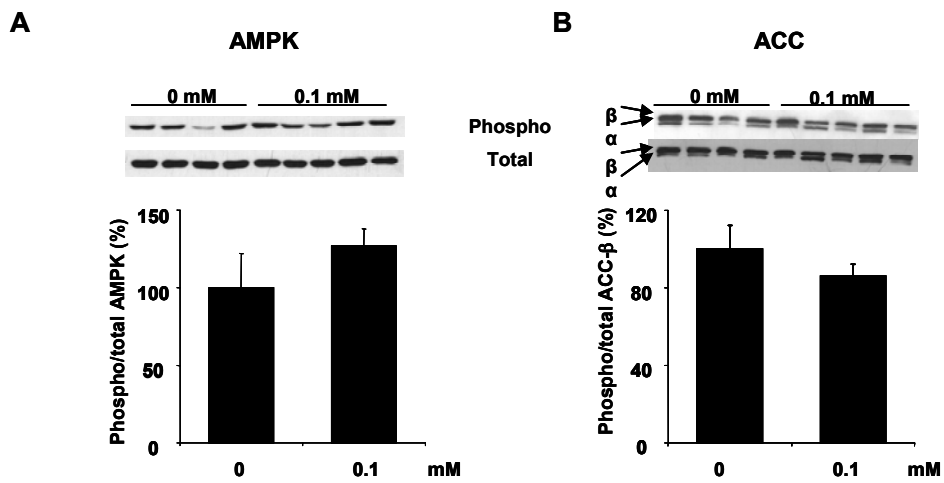 A
AMPK
0 mM 0.1 mM
Phospho
Total
150
100
50
0
Phospho/total AMPK (%)
0 0.1 mM
B
ACC
0 mM 0.1 mM
β
α
β
α
120
80
40
0
Phospho/total ACC-β (%)
0 0.1 mM